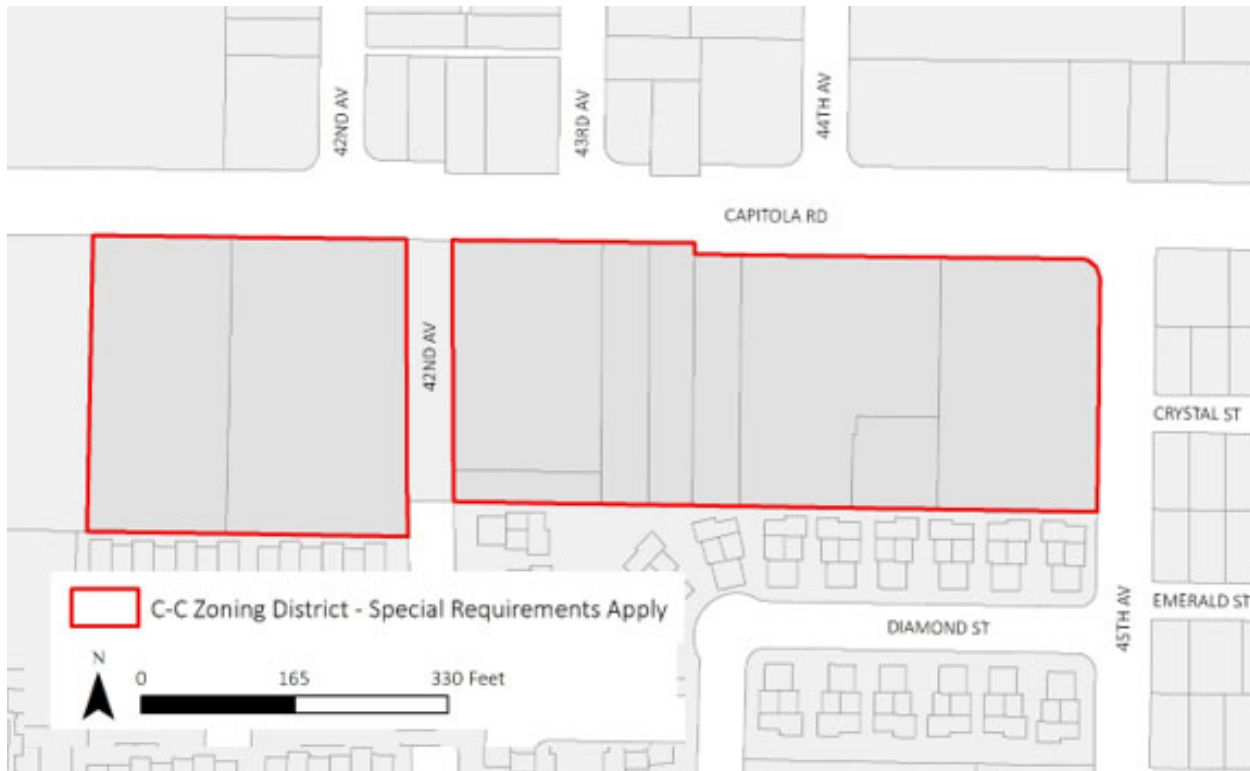 42ND AV
43RD AV
44TH AV
CAPITOLA RD
42ND AV
CRYSTAL ST
C-C Zoning District - Special Requirements Apply
EMERALD ST
DIAMOND ST
45TH AV
N
0 165 330 Feet